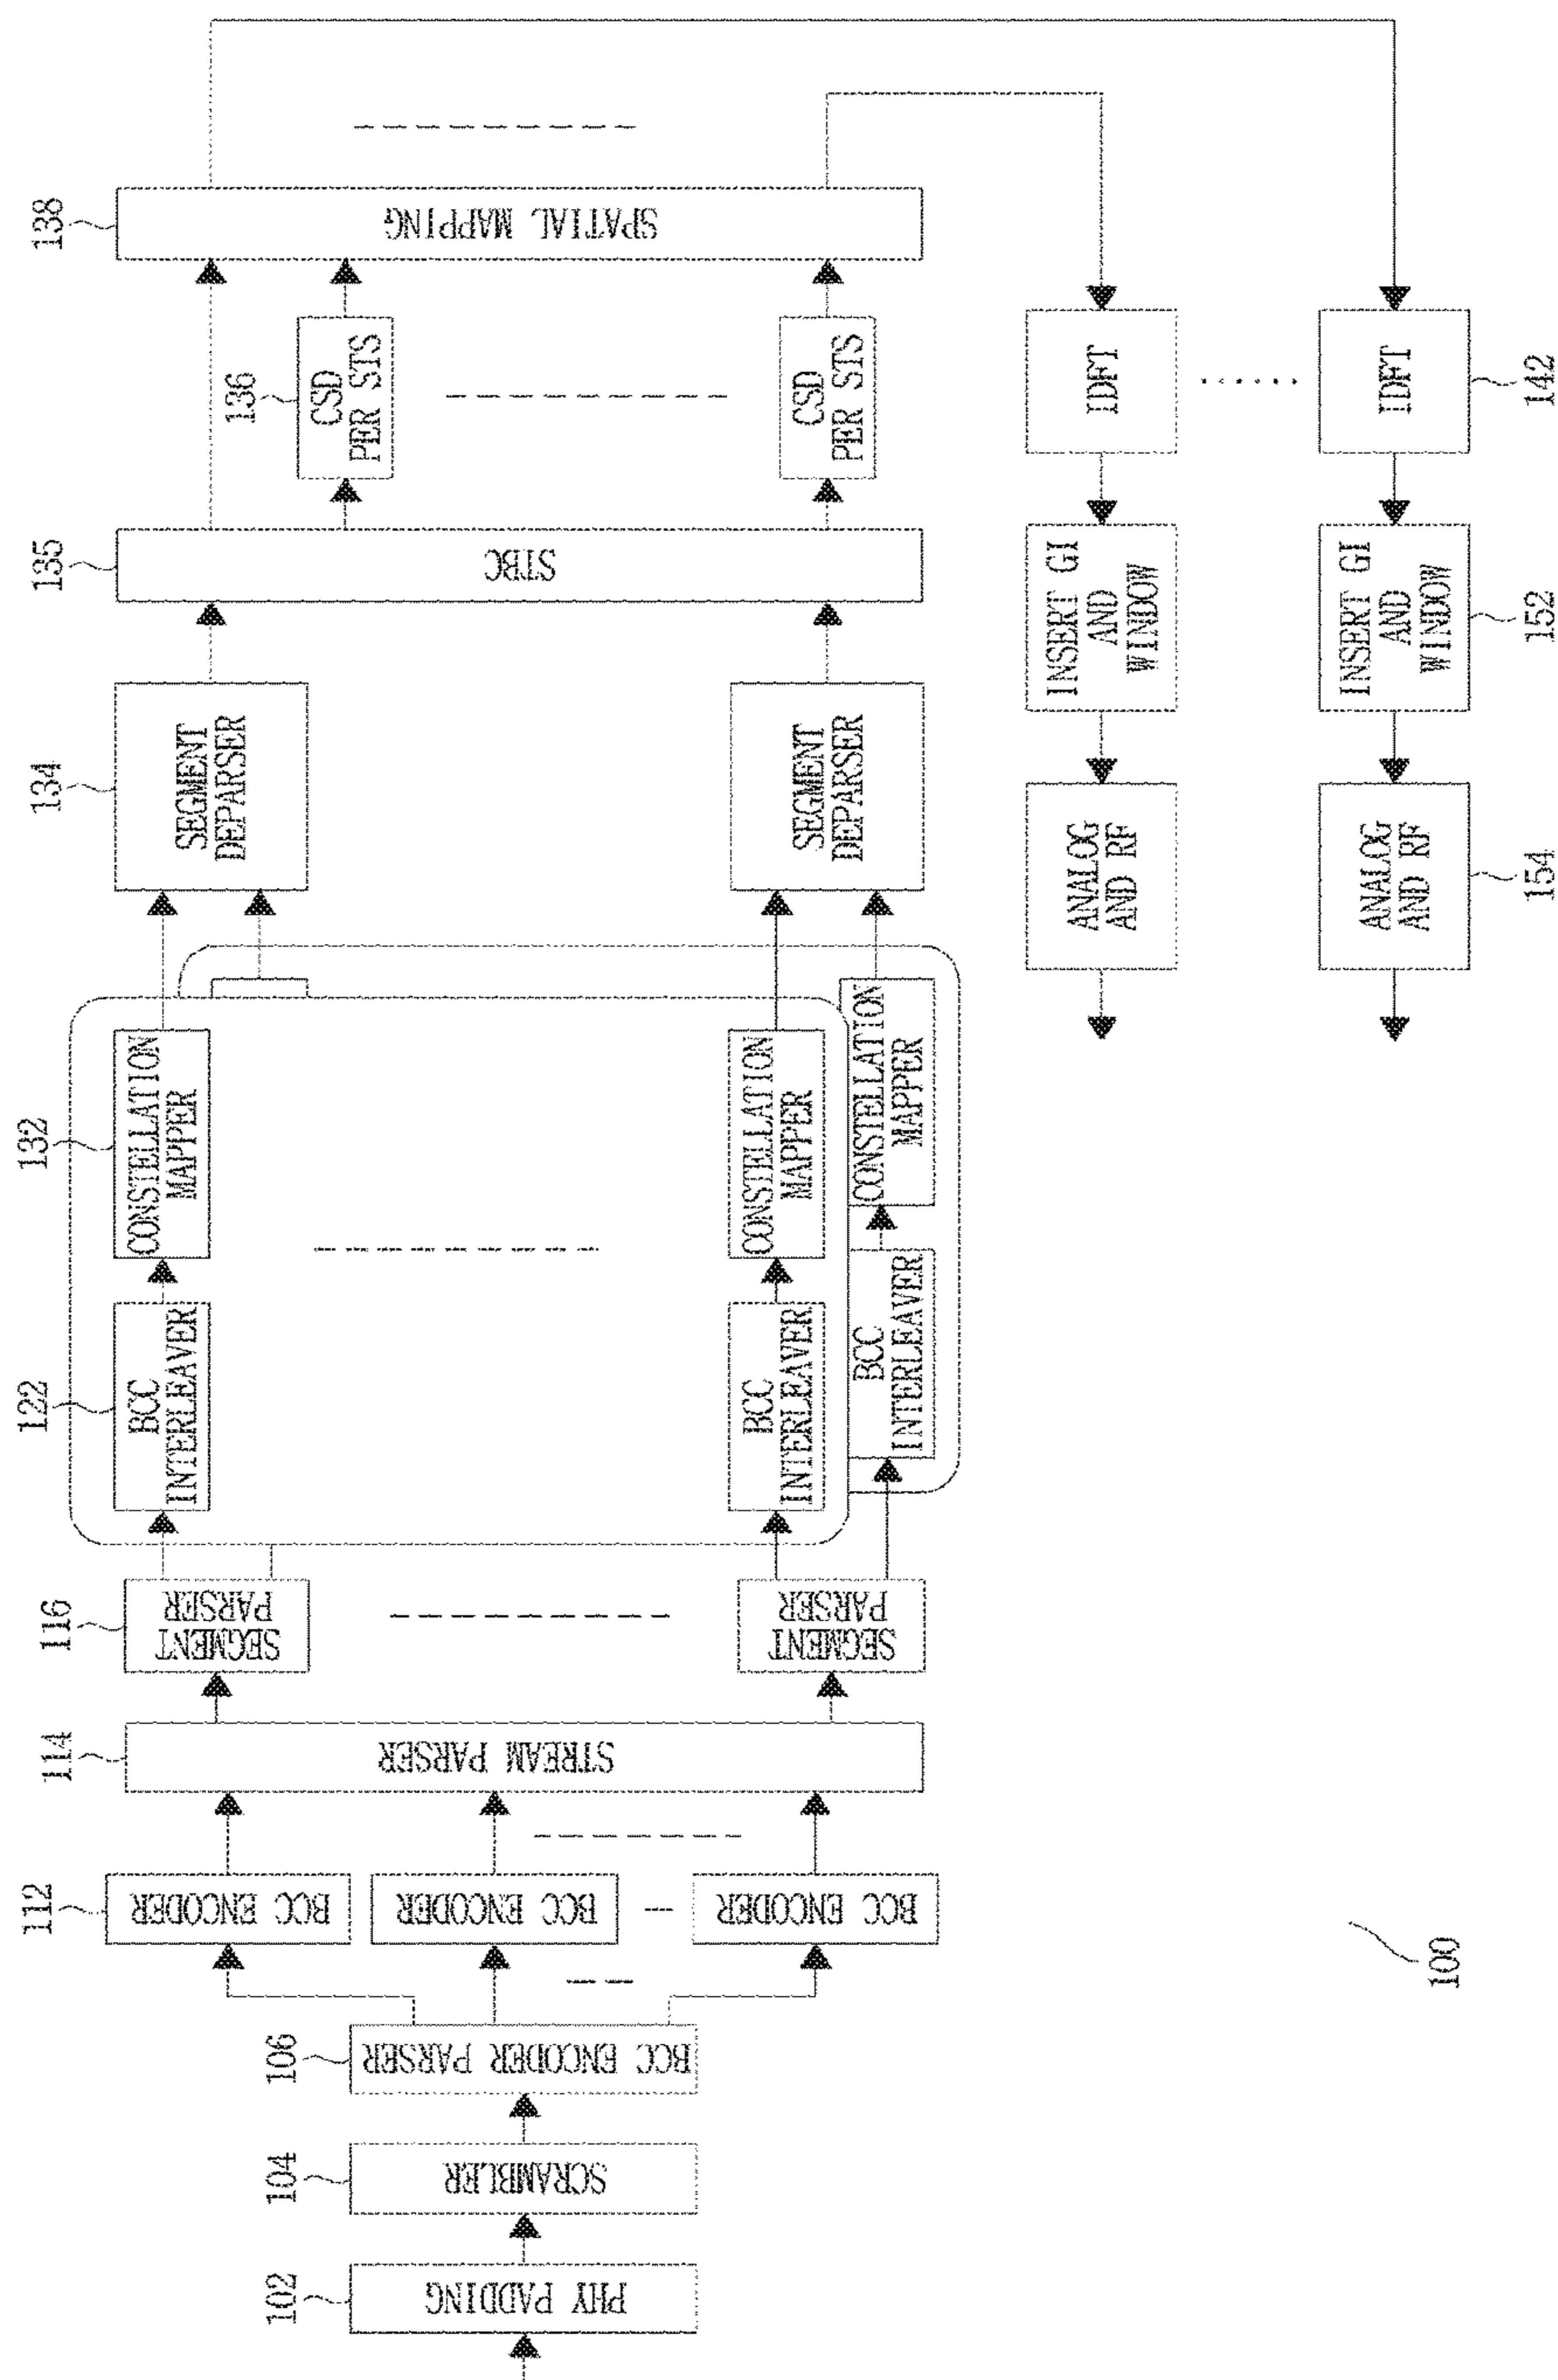 102
PHY PADDING
104
SCRAMBLER
106
BCC ENCODER PARSER
112
BCC ENCODER
BCC ENCODER
BCC ENCODER
114
STREAM PARSER
116
SEGMENT
PARSER
SEGMENT
PARSER
122
BCC
INTERLEAVER
BCC
INTERLEAVER
BCC
INTERLEAVER
132
CONSTELLATION
MAPPER
CONSTELLATION
MAPPER
CONSTELLATION
MAPPER
134
SEGMENT
DEPARSER
SEGMENT
DEPARSER
135
STBC
136
CSD
PER STS
CSD
PER STS
138
SPATIAL MAPPING
IDFT
IDFT
142
INSERT GI
AND
WINDOW
INSERT GI
AND
WINDOW
152
ANALOG
AND RF
ANALOG
AND RF
154
100